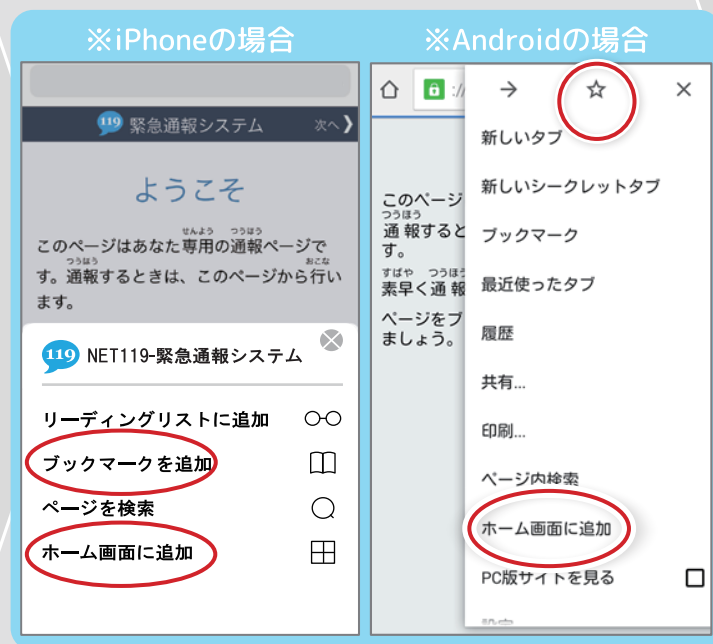 ※iPhoneの場合
119 緊急通報システム 次へ❯
ようこそ
せんよう つうほう
このページはあなた専用の通報ページで
つうほう おこな
す。通報するときは、このページから行い
ます。
119 NET119-緊急通報システム
リーディングリストに追加
ブックマークを追加
ページを検索
ホーム画面に追加
※Androidの場合
://
このページ
つうほう
通報すると
す。
すばや つうほう
素早く通報
ページをブ
ましょう。
新しいタブ
新しいシークレットタブ
ブックマーク
最近使ったタブ
履歴
共有...
印刷...
ページ内検索
ホーム画面に追加
PC版サイトを見る
設定